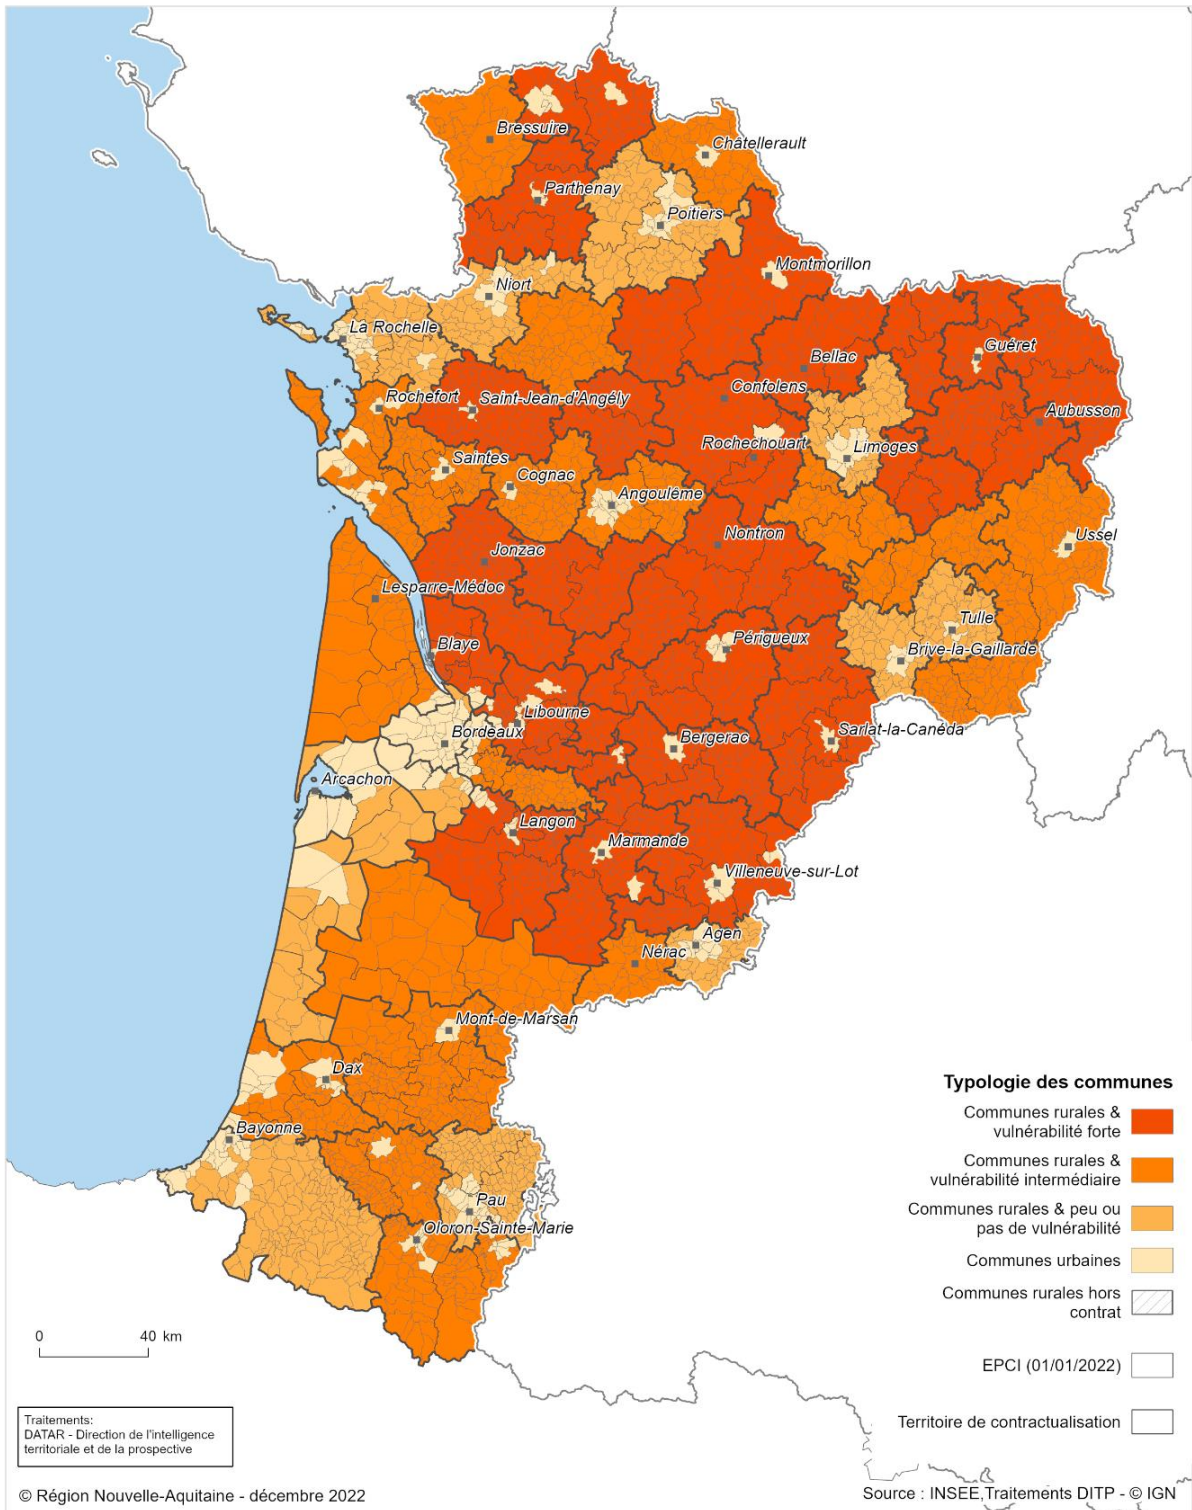 Bressuire
Châtellerault
Parthenay
Poitiers
Montmorillon
Niort
La Rochelle
Guéret
Bellac
Confolens
Rochefort
Saint-Jean-d'Angély
Aubusson
Rochechouart
Limoges
Saintes
Cognac
Angoulême
Nontron
Ussel
Jonzac
Lesparre-Médoc
Tulle
Périgueux
Blaye
Brive-la-Gaillarde
Libourne
Bordeaux
Bergerac
Sarlat-la-Canéda
Arcachon
Langon
Marmande
Villeneuve-sur-Lot
Agen
Nérac
Mont-de-Marsan
Dax
Bayonne
Pau
Oloron-Sainte-Marie
Typologie des communes
Communes rurales &
vulnérabilité forte
Communes rurales &
vulnérabilité intermédiaire
Communes rurales & peu ou
pas de vulnérabilité
Communes urbaines
Communes rurales hors
contrat
EPCI (01/01/2022)
Territoire de contractualisation
0 40 km
Traitements:
DATAR - Direction de l'intelligence
territoriale et de la prospective
© Région Nouvelle-Aquitaine - décembre 2022
Source : INSEE,Traitements DITP - © IGN